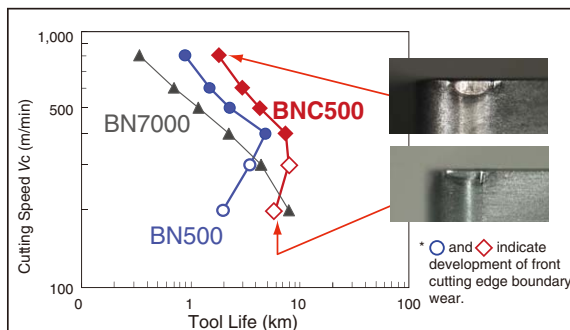 1,000
500
100
Cutting Speed Vc (m/min)
BN7000
BN500
BNC500
0 1 10 100
Tool Life (km)
* ○ and ◇ indicate
development of front
cutting edge boundary
wear.